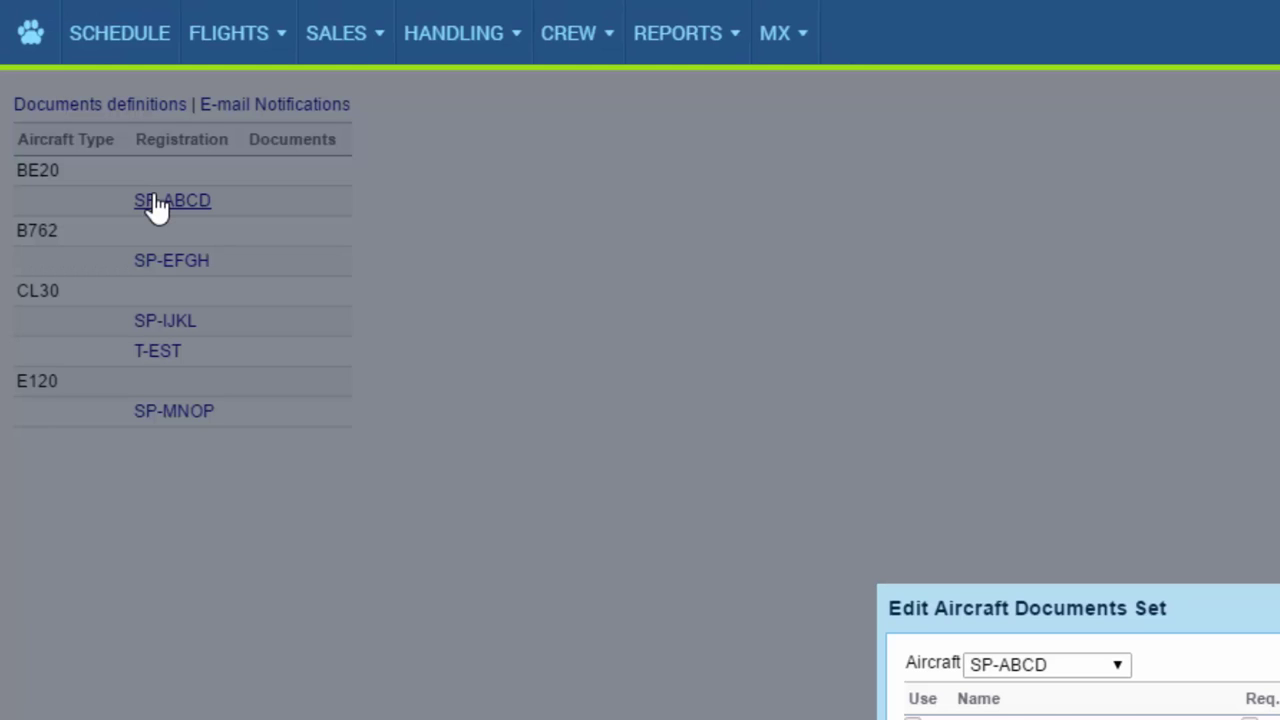 SCHEDULE FLIGHTS SALES HANDLING CREW REPORTS MX
Documents definitions | E-mail Notifications
Aircraft Type Registration Documents
BE20
SP-ABCD
B762
SP-EFGH
CL30
SP-IJKL
T-EST
E120
SP-MNOP
Edit Aircraft Documents Set
Aircraft SP-ABCD
Use Name Req.